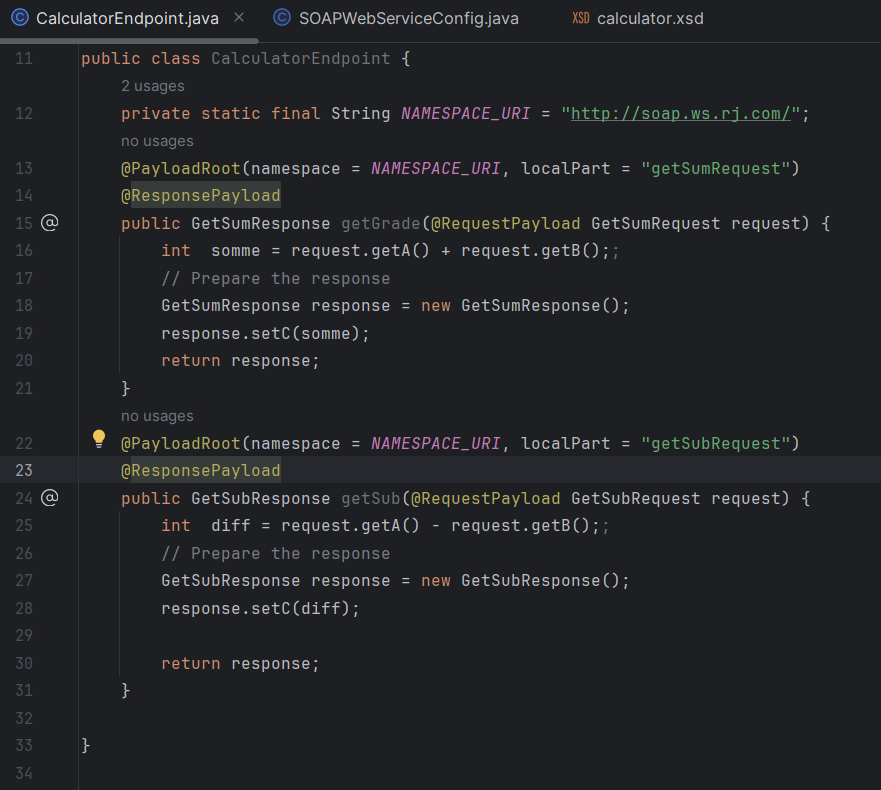 CalculatorEndpoint.java × SOAPWebServiceConfig.java XSD calculator.xsd
11 public class CalculatorEndpoint {
2 usages
12 private static final String NAMESPACE_URI = "http://soap.ws.rj.com/";
no usages
13 @PayloadRoot(namespace = NAMESPACE_URI, localPart = "getSumRequest")
14 @ResponsePayload
15 public GetSumResponse getGrade(@RequestPayload GetSumRequest request) {
16 int  somme = request.getA() + request.getB();;
17 // Prepare the response
18 GetSumResponse response = new GetSumResponse();
19 response.setC(somme);
20 return response;
21 }
no usages
22 @PayloadRoot(namespace = NAMESPACE_URI, localPart = "getSubRequest")
23 @ResponsePayload
24 public GetSubResponse getSub(@RequestPayload GetSubRequest request) {
25 int  diff = request.getA() - request.getB();;
26 // Prepare the response
27 GetSubResponse response = new GetSubResponse();
28 response.setC(diff);
29
30 return response;
31 }
32
33 }
34